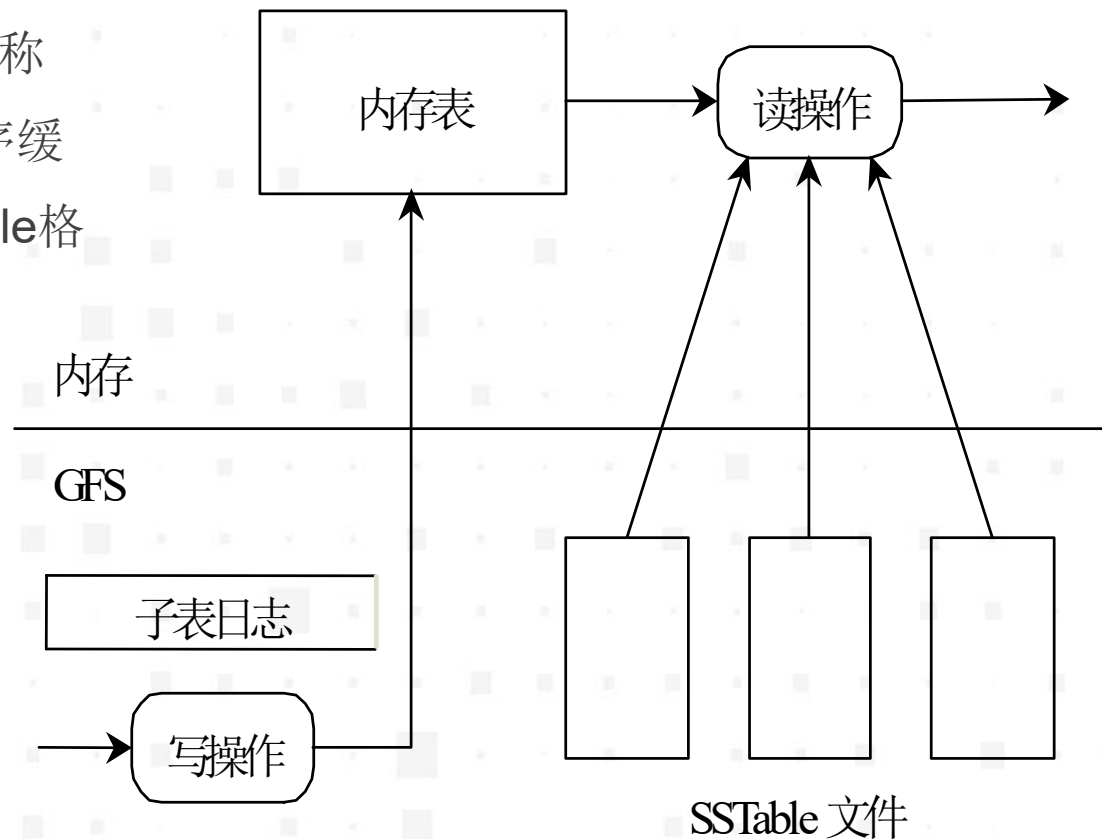 称
序缓
le格
内存表
读操作
内存
GFS
子表日志
写操作
SSTable 文件